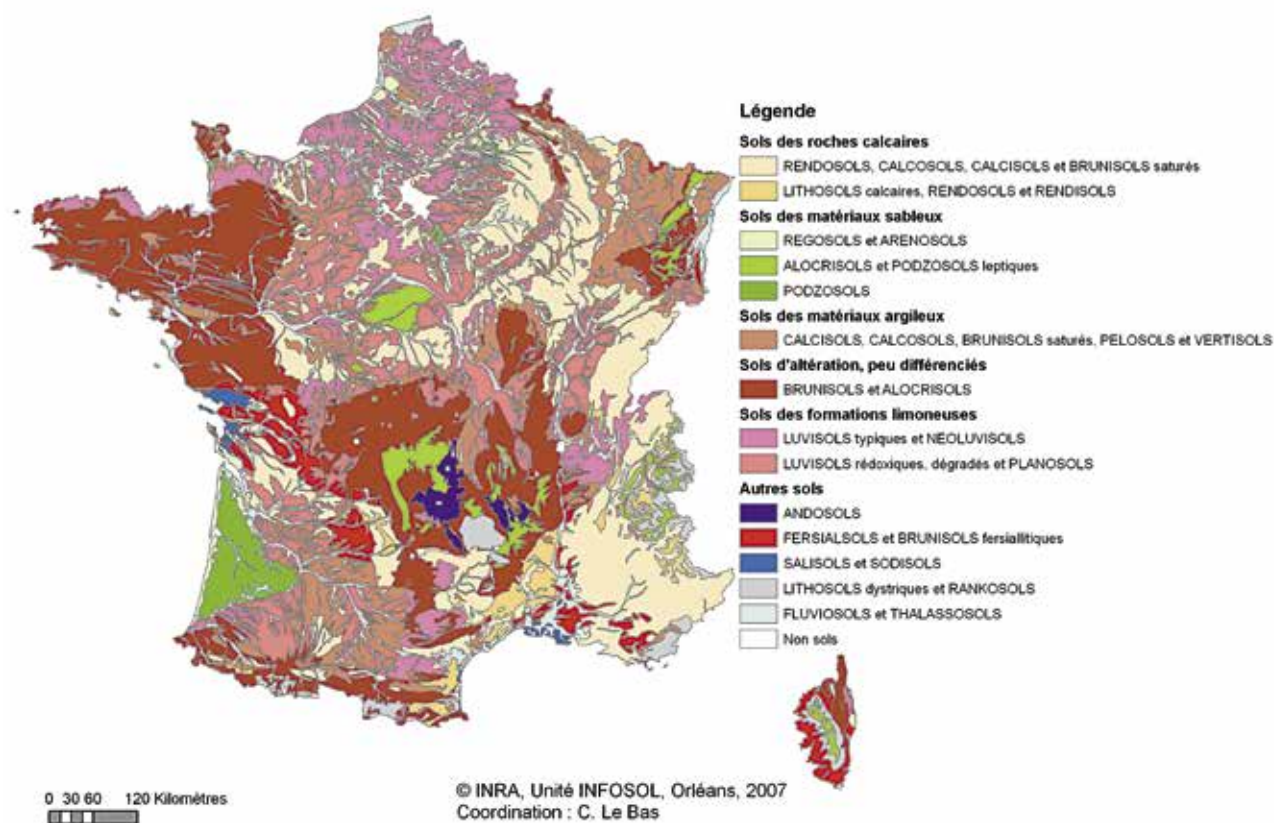 Légende
Sols des roches calcaires
RENDOSOLS, CALCOSOLS, CALCISOLS et BRUNISOLS saturés
LITHOSOLS calcaires, RENDOSOLS et RENDISOLS
Sols des matériaux sableux
REGOSOLS et ARENOSOLS
ALOCRISOLS et PODZOSOLS leptiques
PODZOSOLS
Sols des matériaux argileux
CALCISOLS, CALCOSOLS, BRUNISOLS saturés, PELOSOLS et VERTISOLS
Sols d'altération, peu différenciés
BRUNISOLS et ALOCRISOLS
Sols des formations limoneuses
LUVISOLS typiques et NEOLUVISOLS
LUVISOLS rédoxiques, dégradés et PLANOSOLS
Autres sols
ANDOSOLS
FERSIALSOLS et BRUNISOLS fersiallitiques
SALISOLS et SODISOLS
LITHOSOLS dystriques et RANKOSOLS
FLUVIOSOLS et THALASSOSOLS
Non sols
0 30 60 120 Kilomètres
© INRA, Unité INFOSOL, Orléans, 2007
Coordination : C. Le Bas